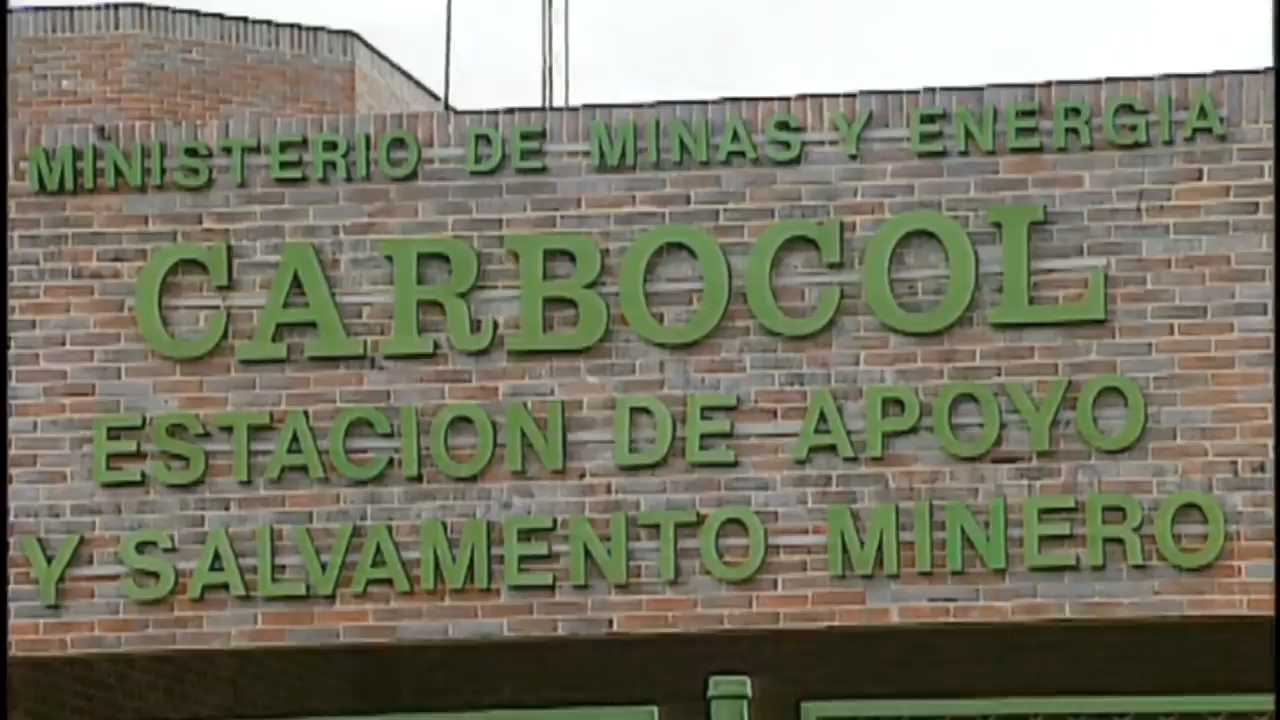 MINISTERIO DE MINAS Y ENERGIA
CARBOCOL
ESTACION DE APOYO
Y SALVAMENTO MINERO